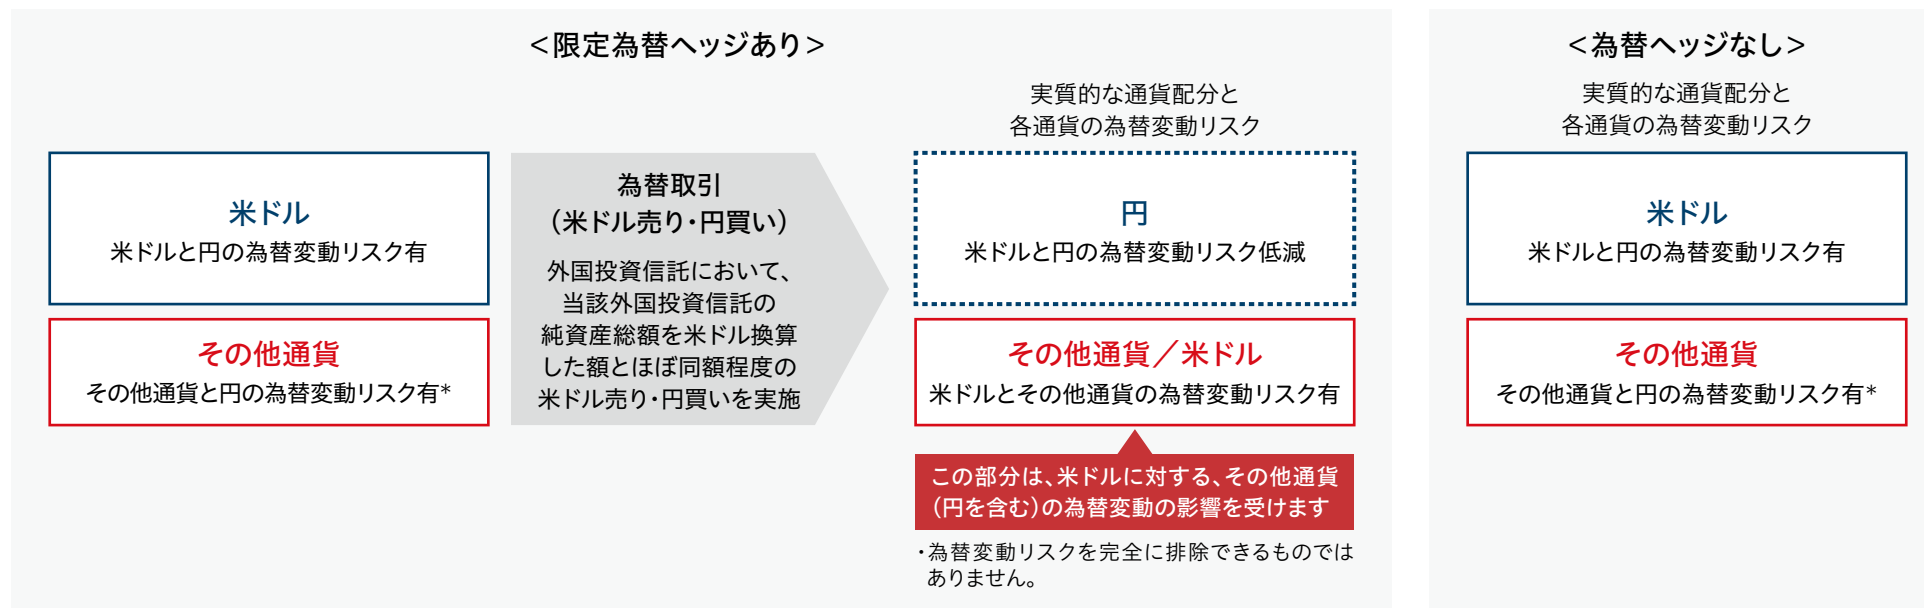 <限定為替ヘッジあり>
米ドル
米ドルと円の為替変動リスク有
その他通貨
その他通貨と円の為替変動リスク有*
為替取引
(米ドル売り・円買い)
外国投資信託において、
当該外国投資信託の
純資産総額を米ドル換算
した額とほぼ同額程度の
米ドル売り・円買いを実施
実質的な通貨配分と
各通貨の為替変動リスク
円
米ドルと円の為替変動リスク低減
その他通貨/米ドル
米ドルとその他通貨の為替変動リスク有
この部分は、米ドルに対する、その他通貨
(円を含む)の為替変動の影響を受けます
・為替変動リスクを完全に排除できるものでは
ありません。
<為替ヘッジなし>
実質的な通貨配分と
各通貨の為替変動リスク
米ドル
米ドルと円の為替変動リスク有
その他通貨
その他通貨と円の為替変動リスク有*